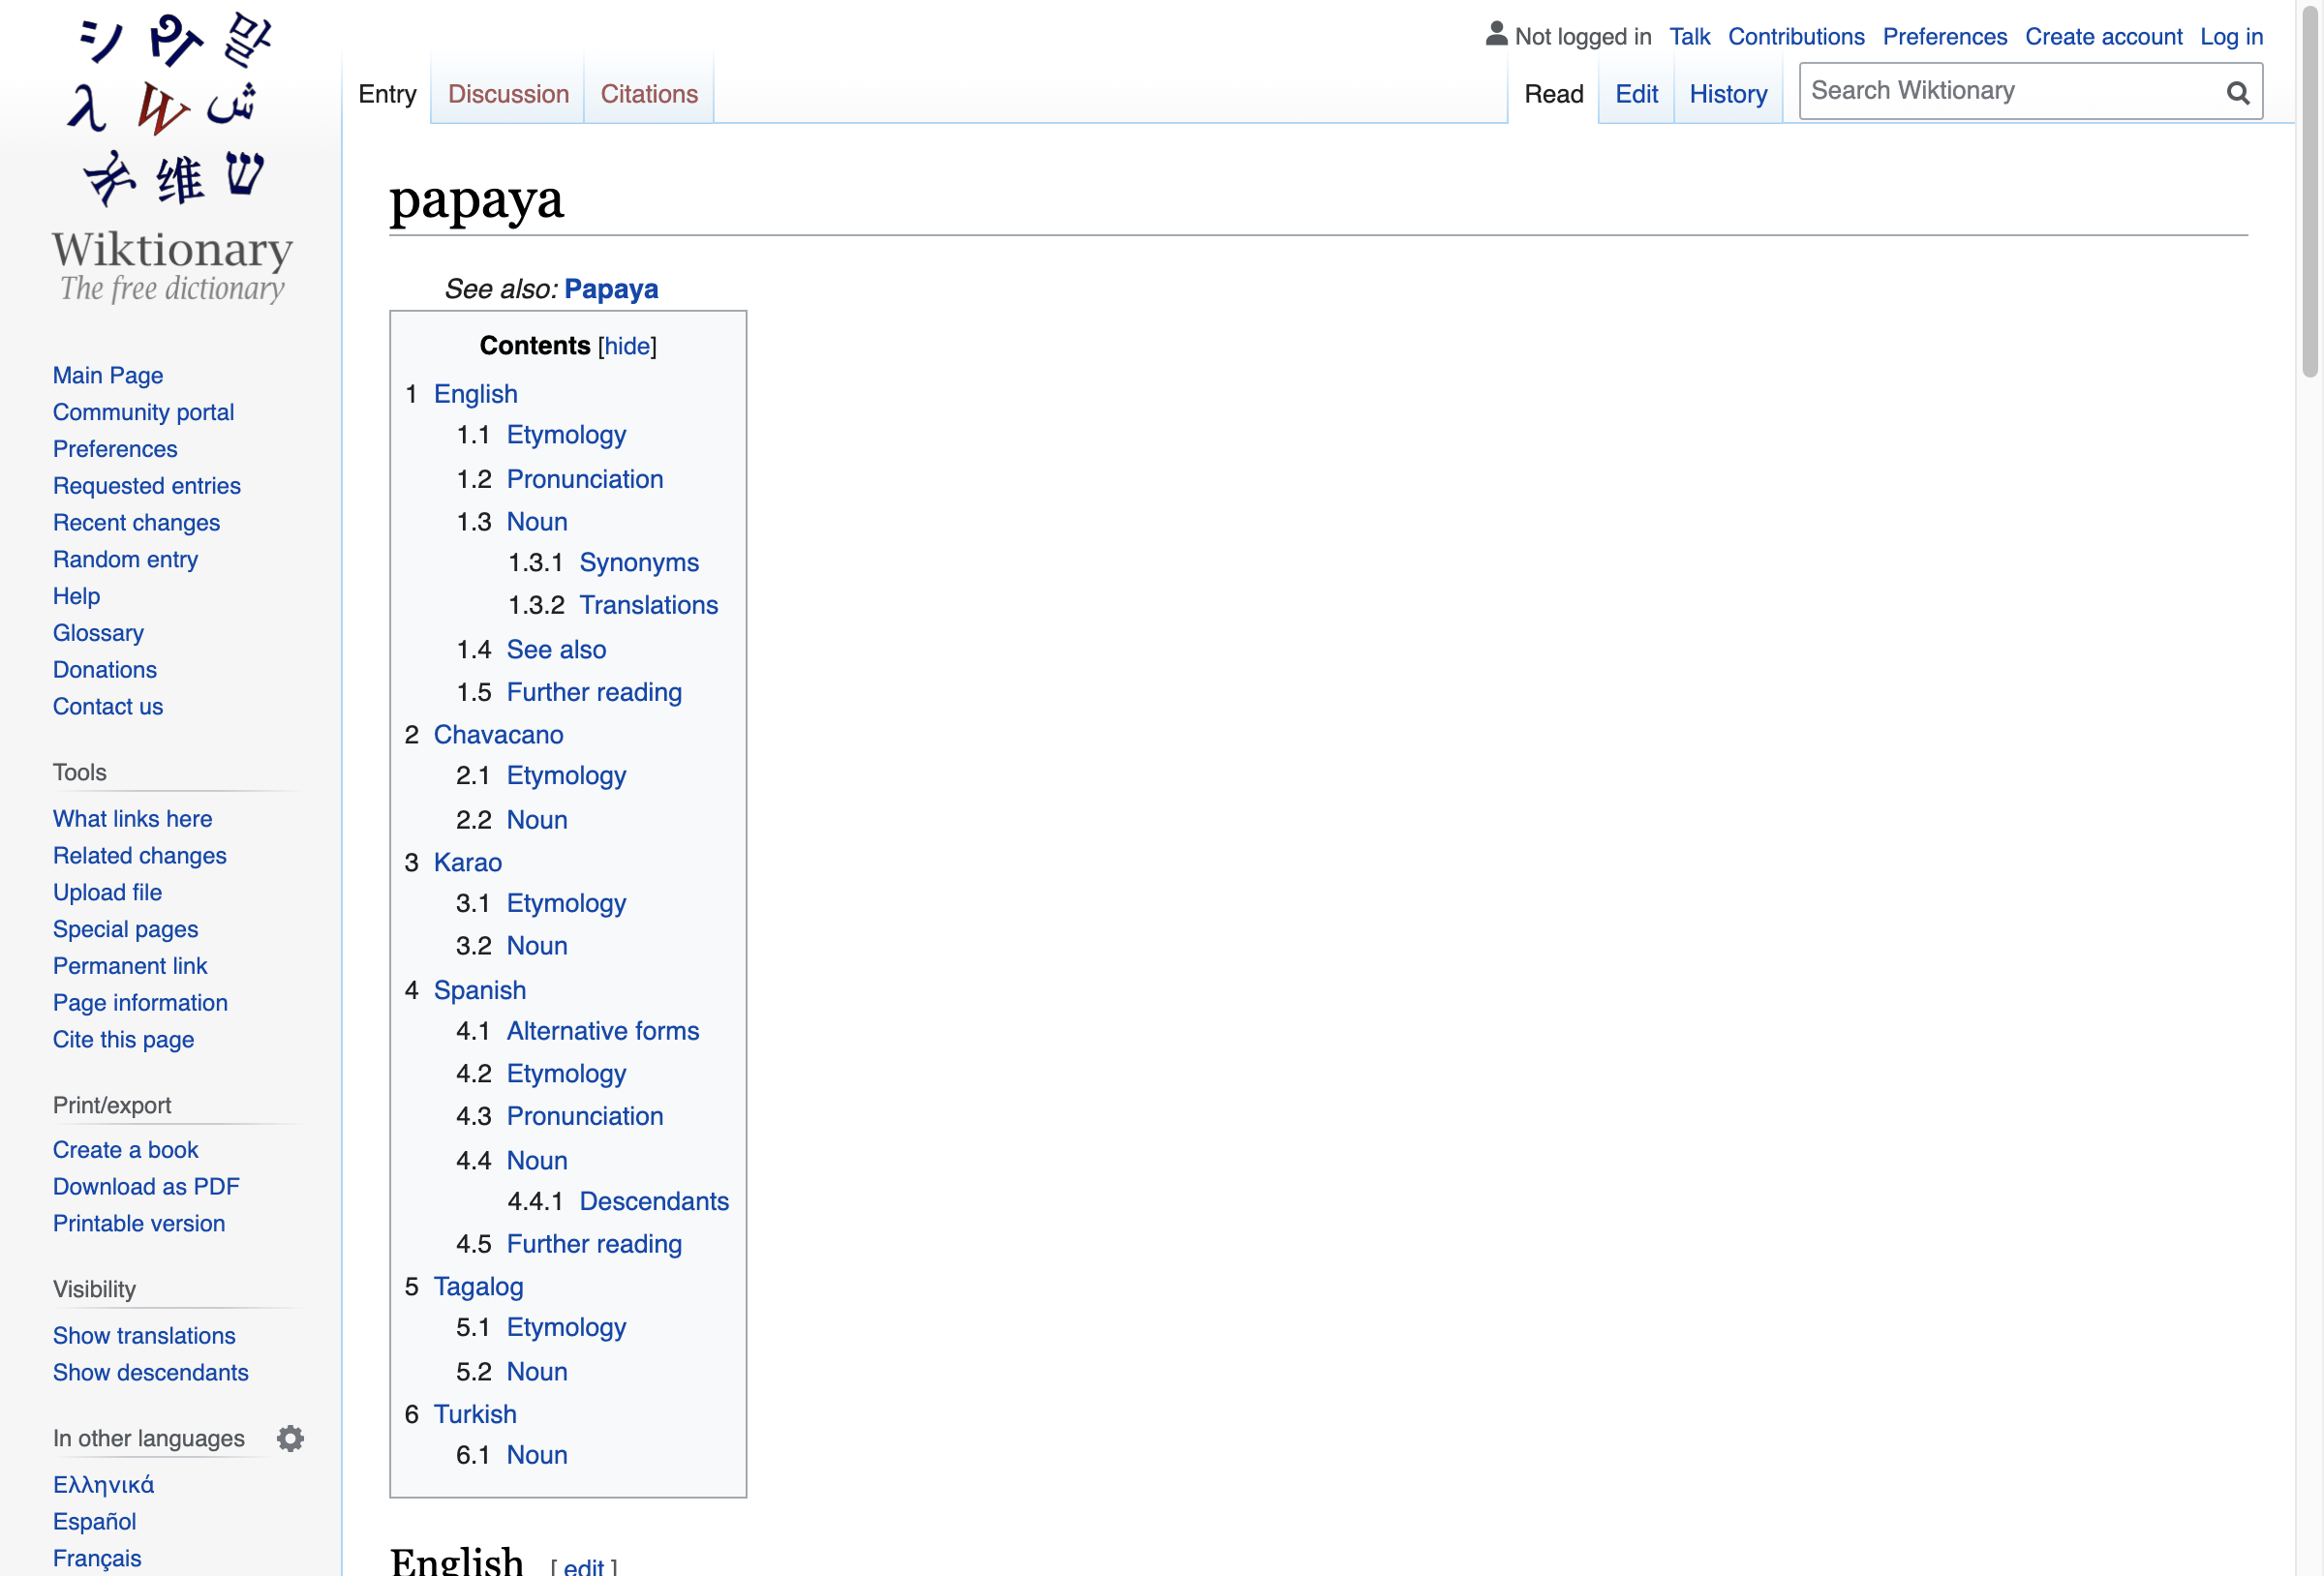 シ わ 말
λ W ش
维 ש
Wiktionary
The free dictionary
Main Page
Community portal
Preferences
Requested entries
Recent changes
Random entry
Help
Glossary
Donations
Contact us
Tools
What links here
Related changes
Upload file
Special pages
Permanent link
Page information
Cite this page
Print/export
Create a book
Download as PDF
Printable version
Visibility
Show translations
Show descendants
In other languages
Ελληνικά
Español
Français
Not logged in Talk Contributions Preferences Create account Log in
Entry Discussion Citations Read Edit History Search Wiktionary
papaya
See also: Papaya
Contents [hide]
1 English
1.1 Etymology
1.2 Pronunciation
1.3 Noun
1.3.1 Synonyms
1.3.2 Translations
1.4 See also
1.5 Further reading
2 Chavacano
2.1 Etymology
2.2 Noun
3 Karao
3.1 Etymology
3.2 Noun
4 Spanish
4.1 Alternative forms
4.2 Etymology
4.3 Pronunciation
4.4 Noun
4.4.1 Descendants
4.5 Further reading
5 Tagalog
5.1 Etymology
5.2 Noun
6 Turkish
6.1 Noun
English [ edit ]